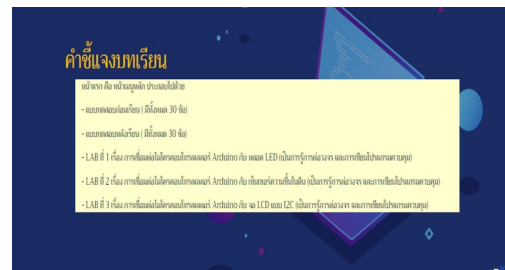 คำชี้แจงบทเรียน
หน้าแรก คือ หน้าเมนูหลัก ประกอบไปด้วย
- แบบทดสอบก่อนเรียน ( มีทั้งหมด 30 ข้อ)
- แบบทดสอบหลังเรียน ( มีทั้งหมด 30 ข้อ)
- LAB ที่ 1 เรื่อง การเชื่อมต่อไมโครคอนโทรลเลอร์ Arduino กับ หลอด LED (เป็นการรู้การต่อวงจร และการเขียนโปรแกรมควบคุม)
- LAB ที่ 2 เรื่อง การเชื่อมต่อไมโครคอนโทรลเลอร์ Arduino กับ เซ็นเซอร์ความชื้นในดิน (เป็นการรู้การต่อวงจร และการเขียนโปรแกรมควบคุม)
- LAB ที่ 3 เรื่อง การเชื่อมต่อไมโครคอนโทรลเลอร์ Arduino กับ จอ LCD แบบ I2C (เป็นการรู้การต่อวงจร และการเขียนโปรแกรมควบคุม)